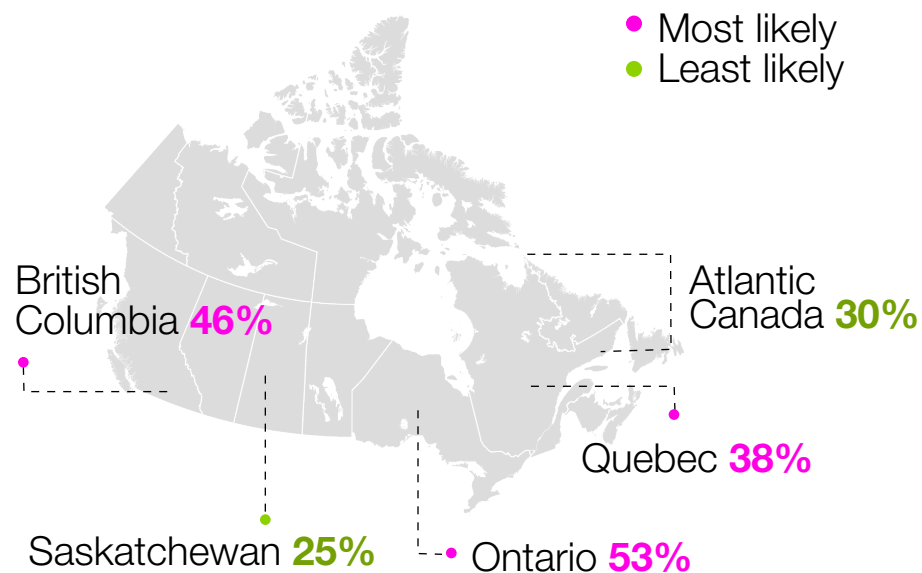 Most likely
Least likely
British
Columbia 46%
Atlantic
Canada 30%
Quebec 38%
Saskatchewan 25%
Ontario 53%